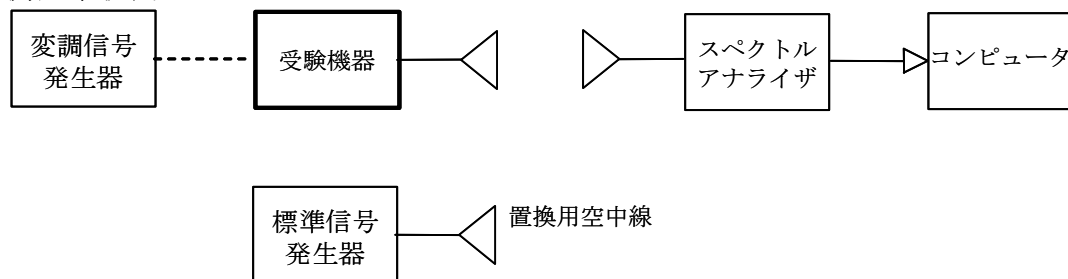 変調信号
発生器
受験機器
スペクトル
アナライザ
コンピュータ
標準信号
発生器
置換用空中線